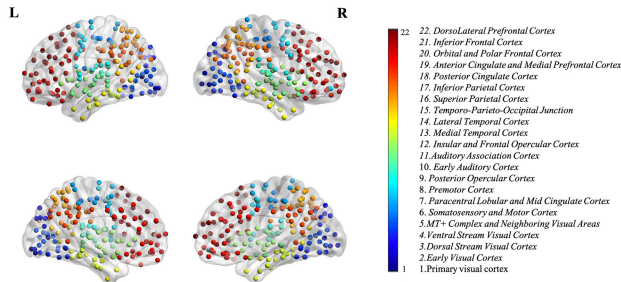 L
R
22
1
22. DorsoLateral Prefrontal Cortex
21. Inferior Frontal Cortex
20. Orbital and Polar Frontal Cortex
19. Anterior Cingulate and Medial Prefrontal Cortex
18. Posterior Cingulate Cortex
17. Inferior Parietal Cortex
16. Superior Parietal Cortex
15. Temporo-Parieto-Occipital Junction
14. Lateral Temporal Cortex
13. Medial Temporal Cortex
12. Insular and Frontal Opercular Cortex
11.Auditory Association Cortex
10. Early Auditory Cortex
9. Posterior Opercular Cortex
8. Premotor Cortex
7. Paracentral Lobular and Mid Cingulate Cortex
6. Somatosensory and Motor Cortex
5.MT+ Complex and Neighboring Visual Areas
4.Ventral Stream Visual Cortex
3.Dorsal Stream Visual Cortex
2.Early Visual Cortex
1.Primary visual cortex